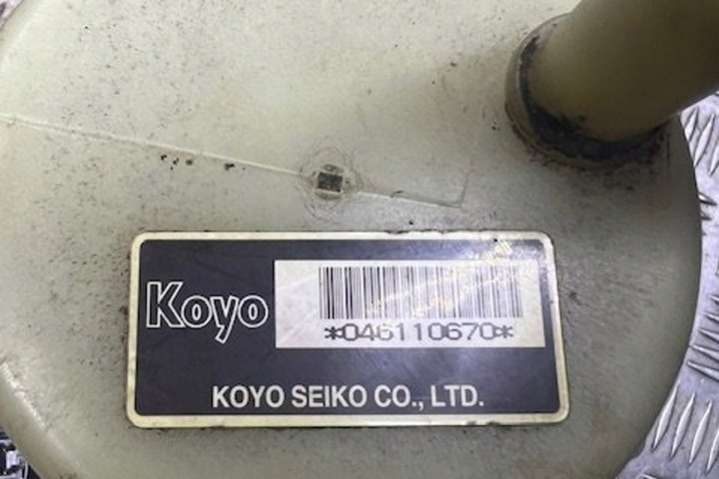 Koyo
*046110670*
KOYO SEIKO CO., LTD.